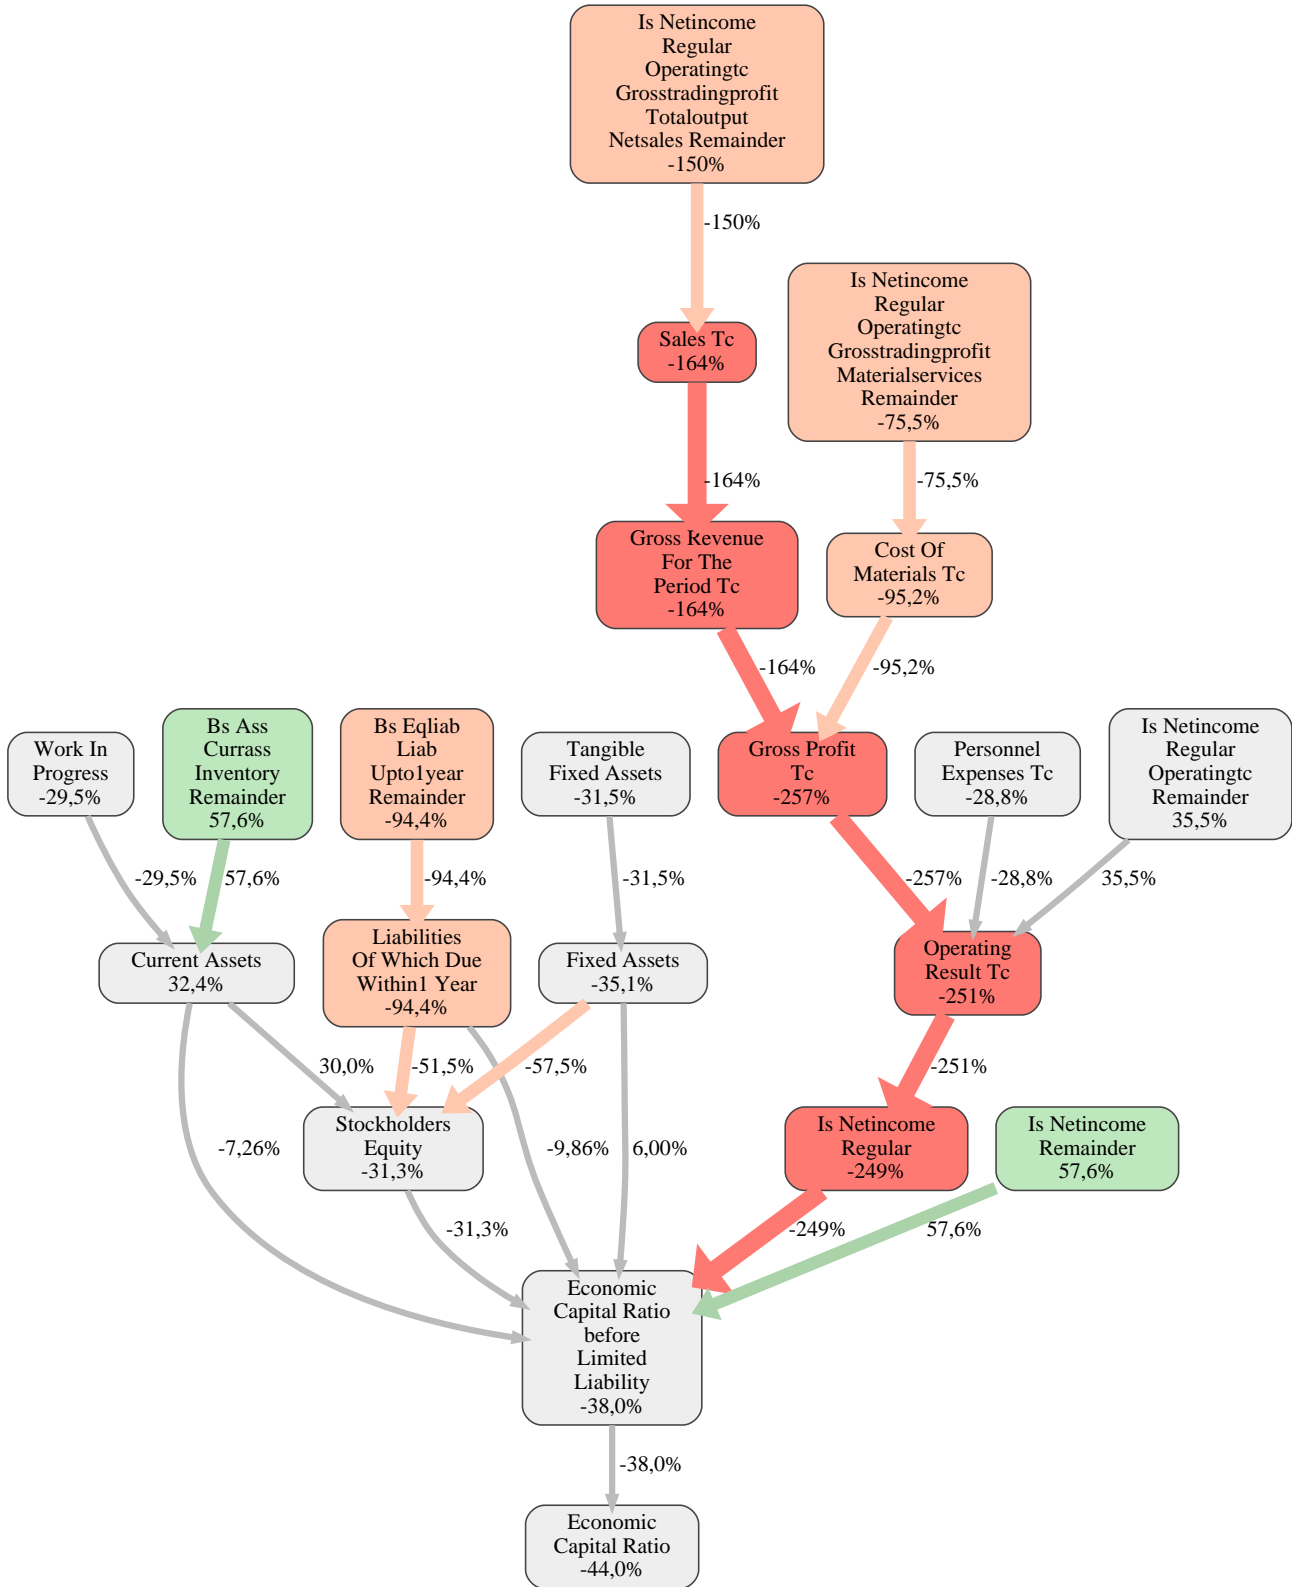 Is Netincome
Regular
Operatingtc
Grosstradingprofit
Totaloutput
Netsales Remainder
-150%
-150%
Is Netincome
Regular
Operatingtc
Grosstradingprofit
Materialservices
Remainder
-75,5%
Sales Tc
-164%
-164%
-75,5%
Gross Revenue
For The
Period Tc
-164%
Cost Of
Materials Tc
-95,2%
-164%
-95,2%
Work In
Progress
-29,5%
Bs Ass
Currass
Inventory
Remainder
57,6%
Bs Eqliab
Liab
Upto1year
Remainder
-94,4%
Tangible
Fixed Assets
-31,5%
Gross Profit
Tc
-257%
Personnel
Expenses Tc
-28,8%
Is Netincome
Regular
Operatingtc
Remainder
35,5%
-29,5%
57,6%
-94,4%
-31,5%
-257%
-28,8%
35,5%
Current Assets
32,4%
Liabilities
Of Which Due
Within1 Year
-94,4%
Fixed Assets
-35,1%
Operating
Result Tc
-251%
30,0%
-51,5%
-57,5%
-251%
Stockholders
Equity
-31,3%
Is Netincome
Regular
-249%
Is Netincome
Remainder
57,6%
-7,26%
-9,86%
6,00%
-31,3%
-249%
57,6%
Economic
Capital Ratio
before
Limited
Liability
-38,0%
-38,0%
Economic
Capital Ratio
-44,0%